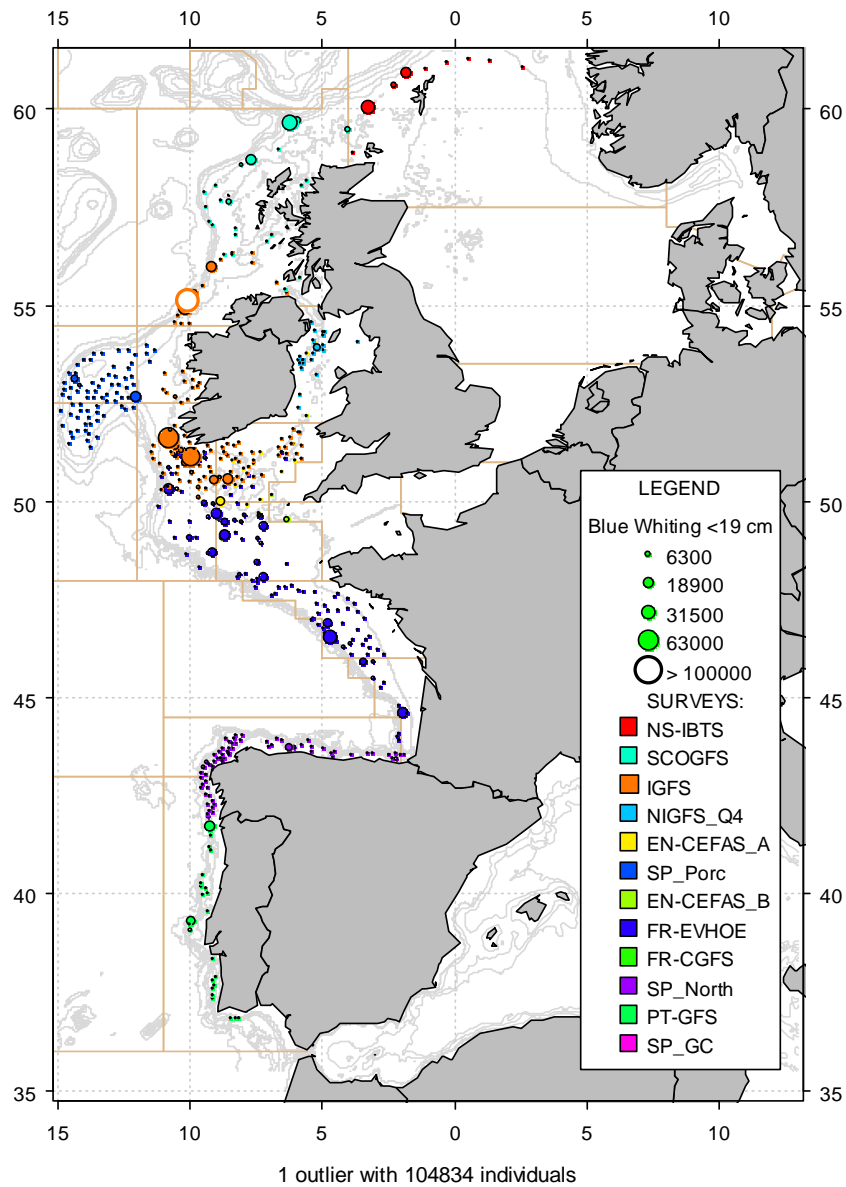 15 10 5 0 5 10
60 60
55 55
50 50
45 45
40 40
35 35
LEGEND
Blue Whiting <19 cm
6300
18900
31500
63000
> 100000
SURVEYS:
NS-IBTS
SCOGFS
IGFS
NIGFS_Q4
EN-CEFAS_A
SP_Porc
EN-CEFAS_B
FR-EVHOE
FR-CGFS
SP_North
PT-GFS
SP_GC
15 10 5 0 5 10
1 outlier with 104834 individuals